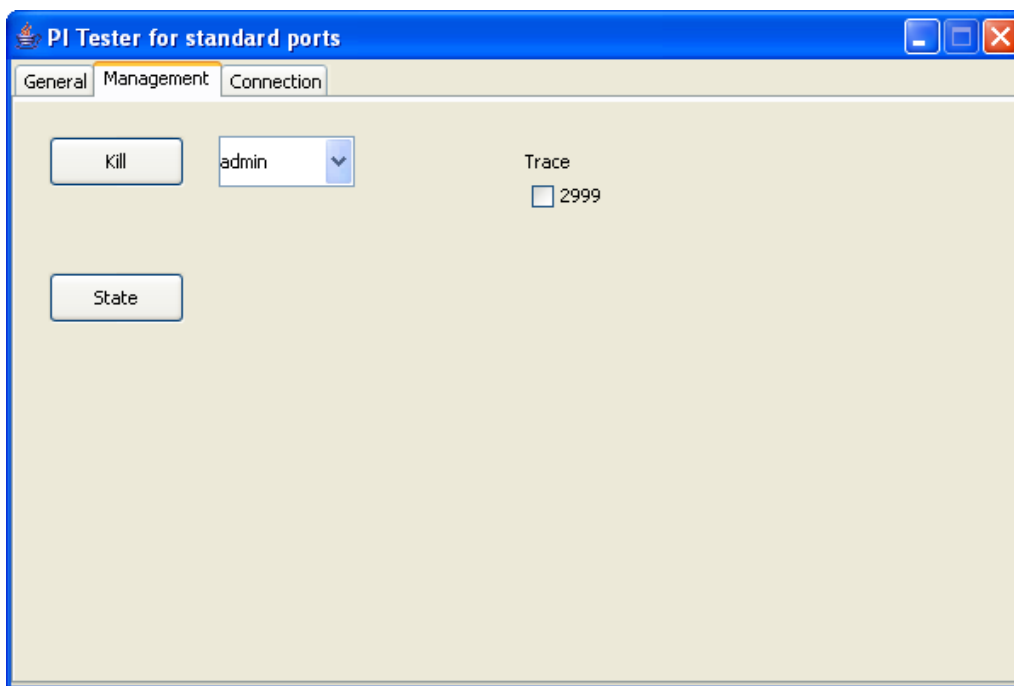 PI Tester for standard ports
General Management Connection
Kill admin Trace
2999
State